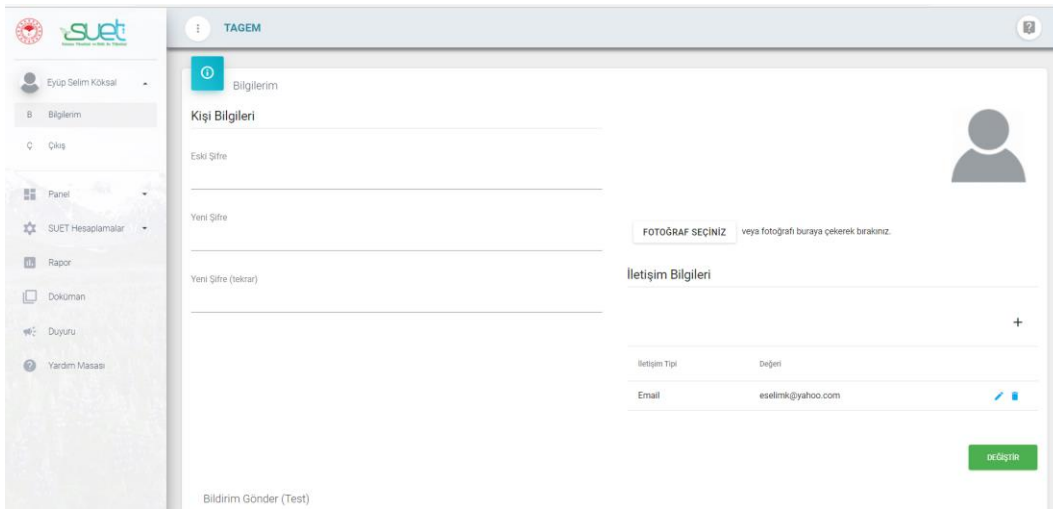 suet
TAGEM
Eyüp Selim Köksal
B Bilgilerim
Ç Çıkış
Panel
SUET Hesaplamalar
Rapor
Doküman
Duyuru
Yardım Masası
Bilgilerim
Kişi Bilgileri
Eski Şifre
Yeni Şifre
Yeni Şifre (tekrar)
FOTOĞRAF SEÇİNİZ veya fotoğrafı buraya çekerek bırakınız.
İletişim Bilgileri
+
İletişim Tipi Değeri
Email eselimk@yahoo.com
DEĞİŞTİR
Bildirim Gönder (Test)